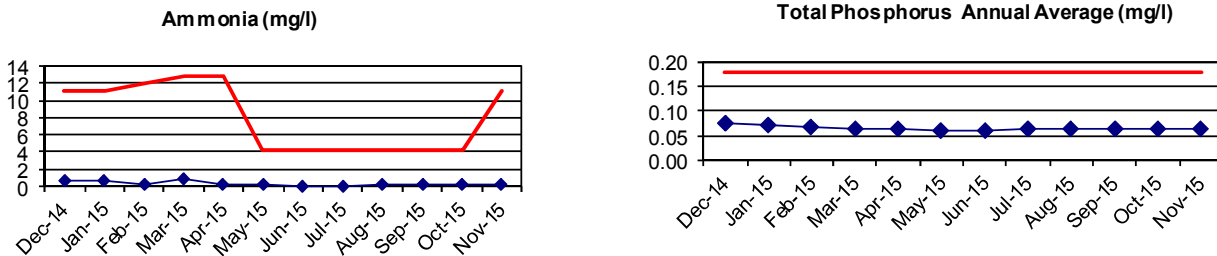 Ammonia (mg/l)
14
12
10
8
6
4
2
0
Dec-14
Jan-15
Feb-15
Mar-15
Apr-15
May-15
Jun-15
Jul-15
Aug-15
Sep-15
Oct-15
Nov-15
Total Phosphorus Annual Average (mg/l)
0.20
0.15
0.10
0.05
0.00
Dec-14
Jan-15
Feb-15
Mar-15
Apr-15
May-15
Jun-15
Jul-15
Aug-15
Sep-15
Oct-15
Nov-15